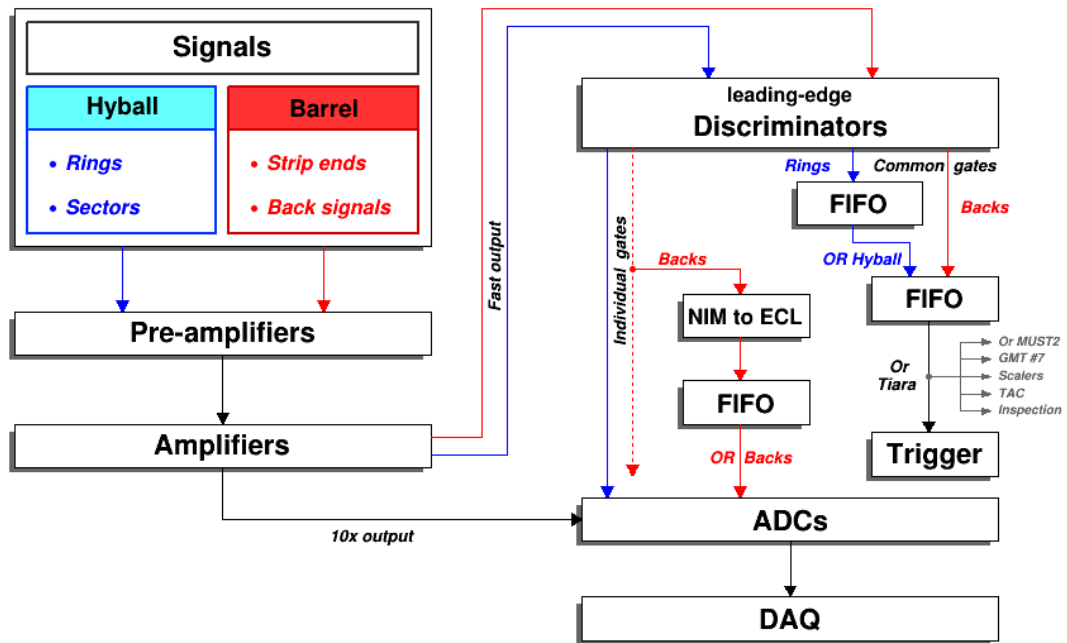 Signals
Hyball
Barrel
• Rings
• Strip ends
• Sectors
• Back signals
Pre-amplifiers
Amplifiers
10x output
Fast output
leading-edge
Discriminators
Individual gates
Rings
Common gates
FIFO
Backs
OR Hyball
Backs
FIFO
NIM to ECL
Or
Tiara
Or MUST2
GMT #7
Scalers
TAC
Inspection
FIFO
OR Backs
Trigger
ADCs
DAQ